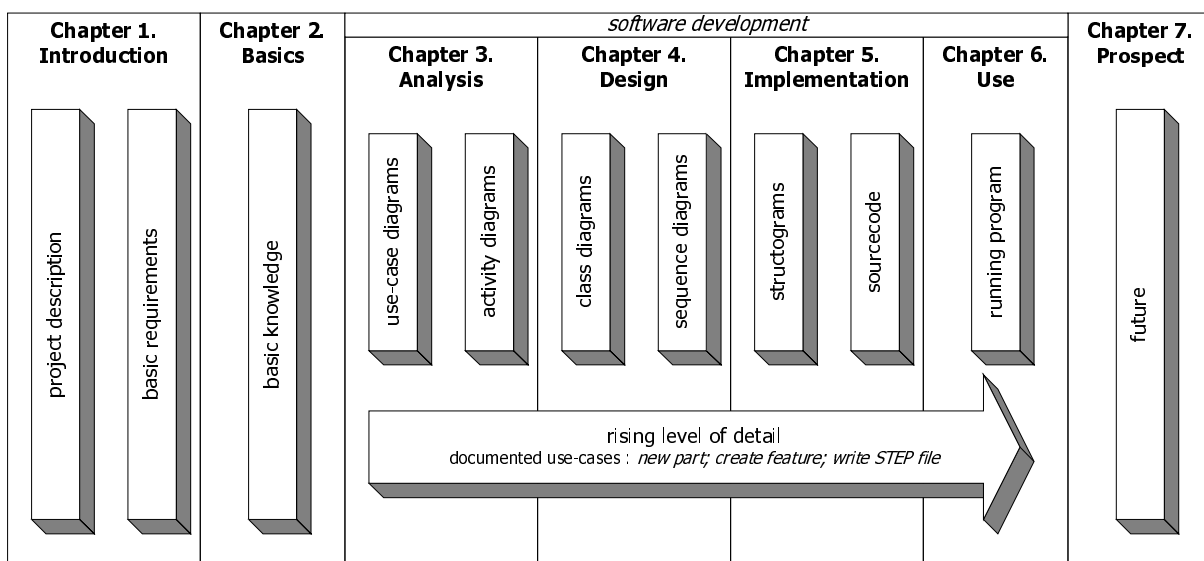 Chapter 1.
Introduction
project description
basic requirements
Chapter 2.
Basics
basic knowledge
software development
Chapter 3.
Analysis
use-case diagrams
activity diagrams
Chapter 4.
Design
class diagrams
sequence diagrams
Chapter 5.
Implementation
structograms
sourcecode
Chapter 6.
Use
running program
rising level of detail
documented use-cases : new part; create feature; write STEP file
Chapter 7.
Prospect
future